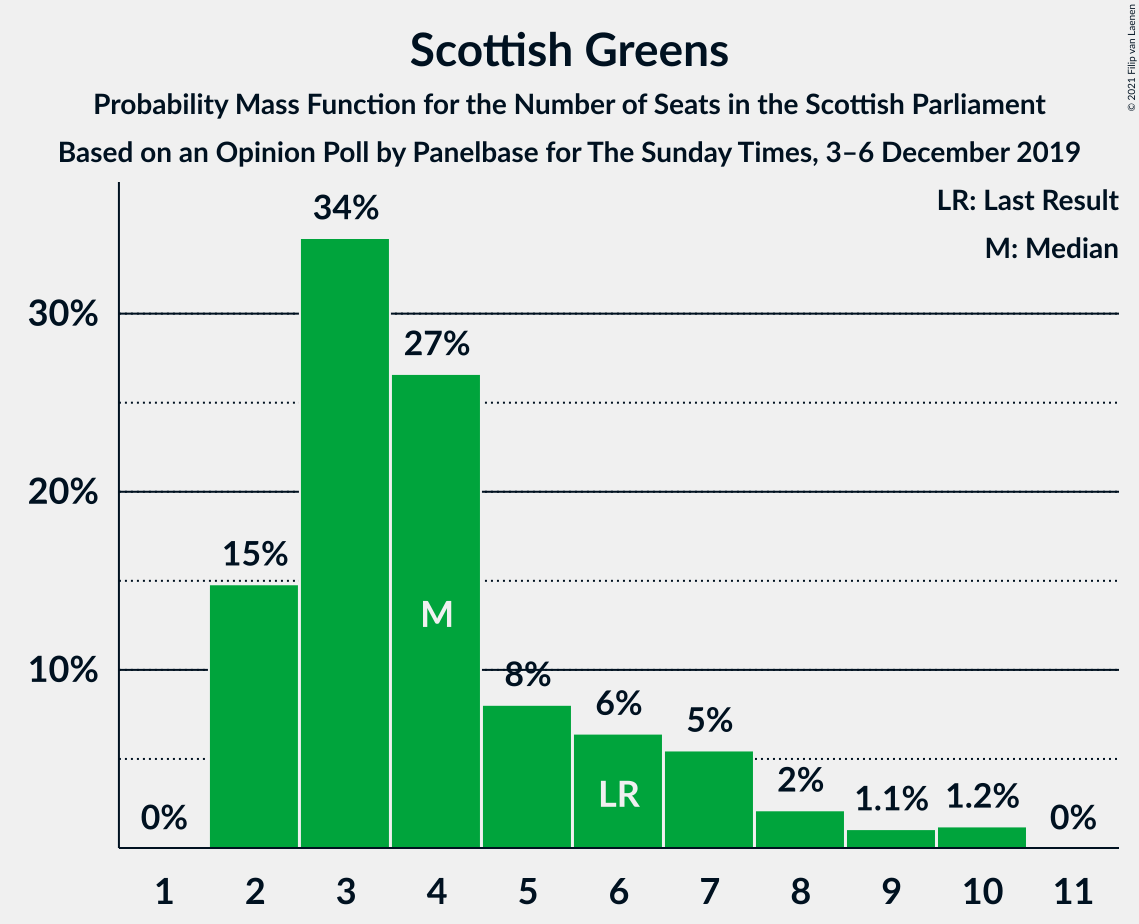 Scottish Greens
Probability Mass Function for the Number of Seats in the Scottish Parliament
Based on an Opinion Poll by Panelbase for The Sunday Times, 3–6 December 2019
© 2021 Filip van Laenen
LR: Last Result
M: Median
34%
30%
27%
20%
15%
M
10%
8%
6%
5%
LR
2%
1.1%
1.2%
0%
0%
1 2 3 4 5 6 7 8 9 10 11